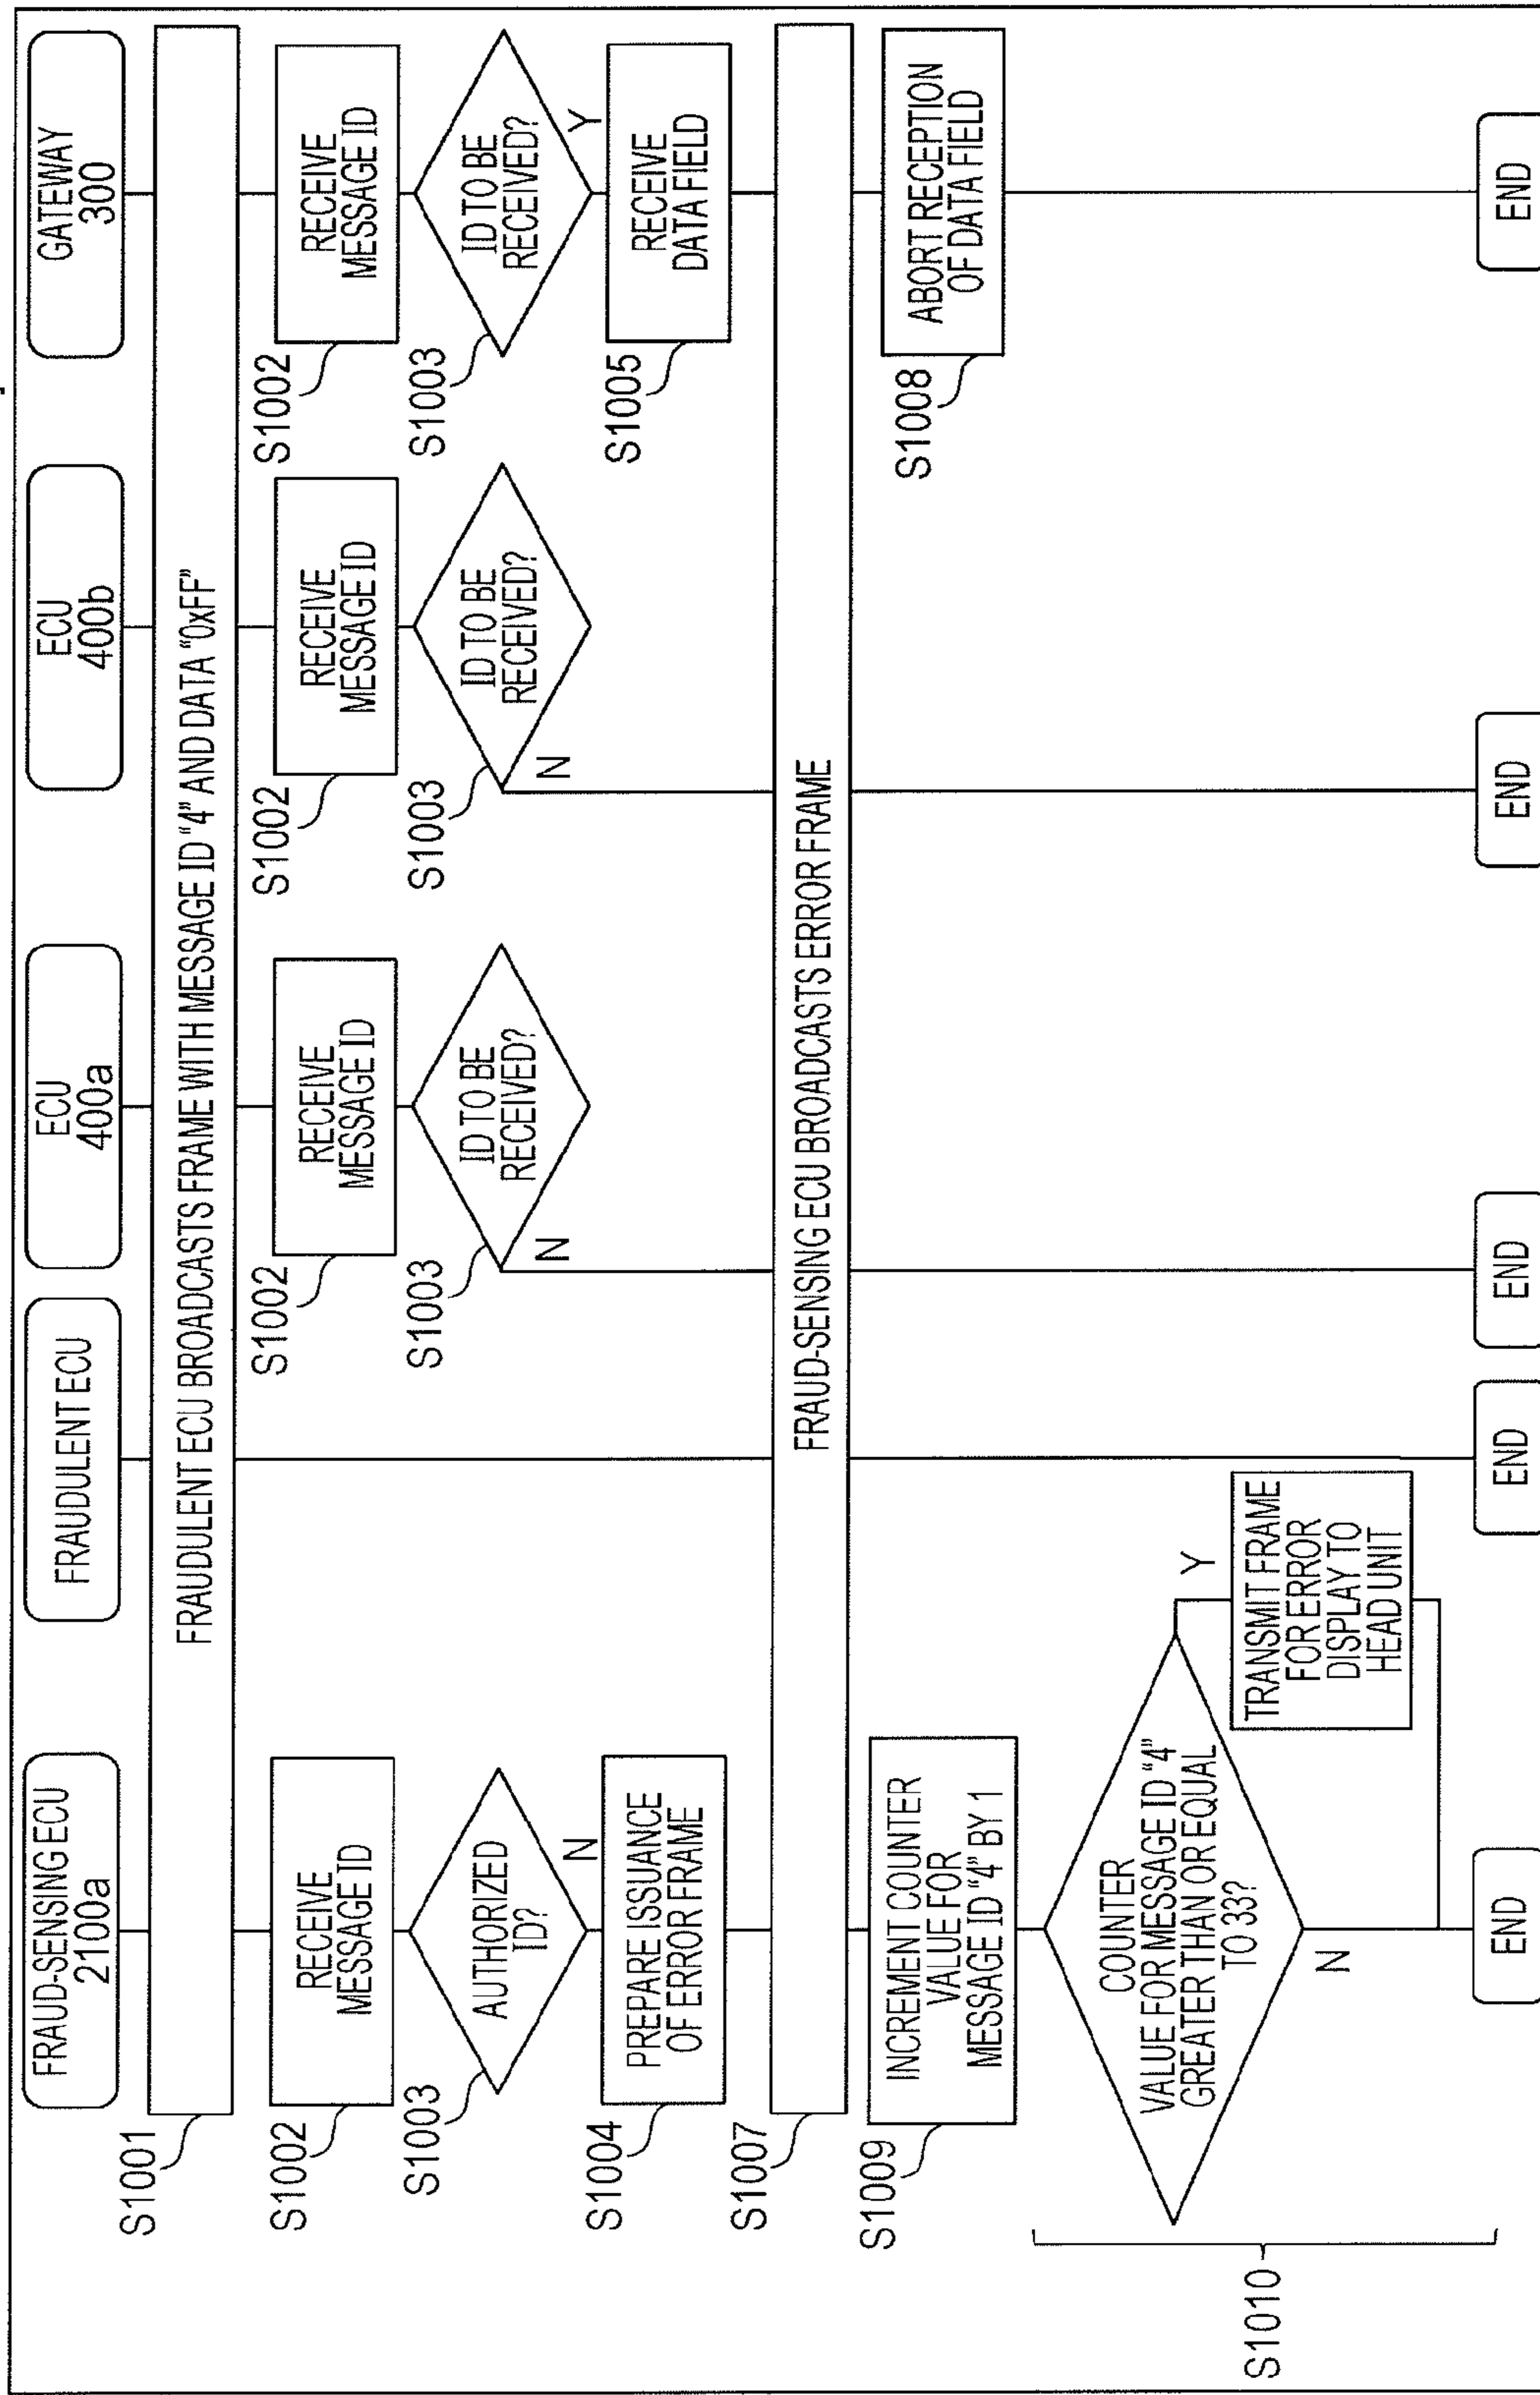 FRAUD-SENSING ECU
2100a
FRAUDULENT ECU
ECU
400a
ECU
400b
GATEWAY
300
S1001
FRAUDULENT ECU BROADCASTS FRAME WITH MESSAGE ID “4” AND DATA “0xFF”
S1002
RECEIVE
MESSAGE ID
S1002
RECEIVE
MESSAGE ID
S1002
RECEIVE
MESSAGE ID
S1002
RECEIVE
MESSAGE ID
S1003
AUTHORIZED
ID?
N
S1003
ID TO BE
RECEIVED?
N
S1003
ID TO BE
RECEIVED?
N
S1003
ID TO BE
RECEIVED?
Y
S1004
PREPARE ISSUANCE
OF ERROR FRAME
S1005
RECEIVE
DATA FIELD
S1007
FRAUD-SENSING ECU BROADCASTS ERROR FRAME
S1009
INCREMENT COUNTER
VALUE FOR
MESSAGE ID “4” BY 1
S1008
ABORT RECEPTION
OF DATA FIELD
S1010
COUNTER
VALUE FOR MESSAGE ID “4”
GREATER THAN OR EQUAL
TO 33?
Y
TRANSMIT FRAME
FOR ERROR
DISPLAY TO
HEAD UNIT
N
END
END
END
END
END